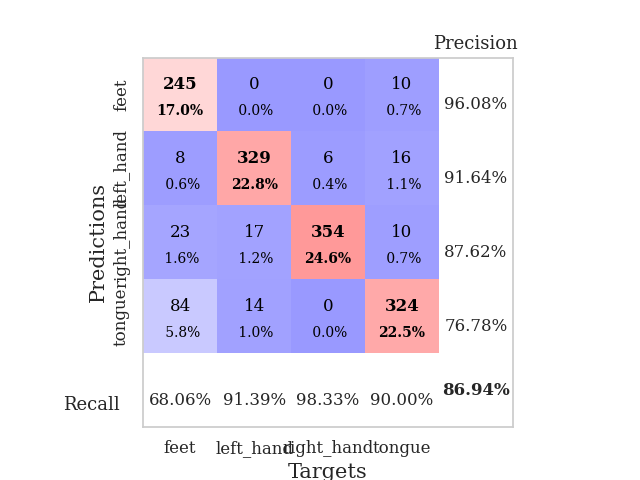 Precision
feet 245 0 0 10 96.08%
17.0% 0.0% 0.0% 0.7%
left_hand 8 329 6 16 91.64%
0.6% 22.8% 0.4% 1.1%
right_hand 23 17 354 10 87.62%
1.6% 1.2% 24.6% 0.7%
tongue 84 14 0 324 76.78%
5.8% 1.0% 0.0% 22.5%
Predictions
Recall 68.06% 91.39% 98.33% 90.00% 86.94%
feet left_hand right_hand tongue
Targets